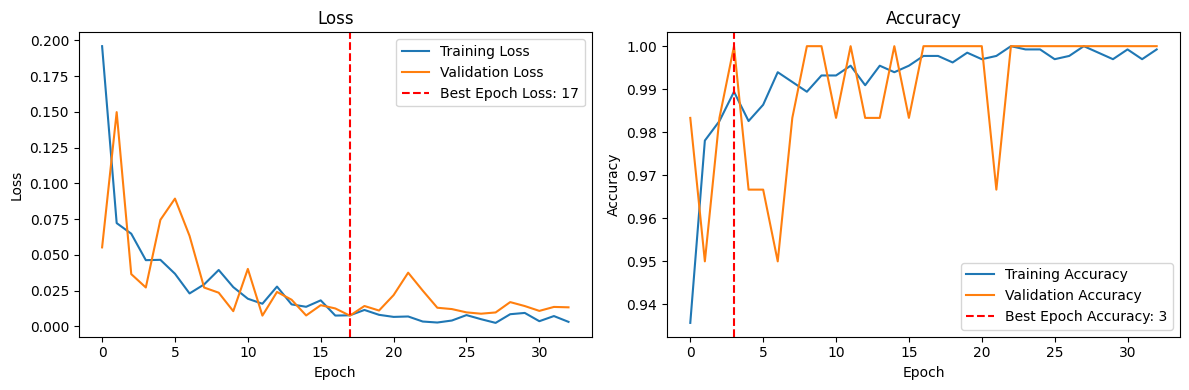 Loss
Training Loss
Validation Loss
Best Epoch Loss: 17
0.200
0.175
0.150
0.125
0.100
0.075
0.050
0.025
0.000
Loss
0 5 10 15 20 25 30
Epoch
Accuracy
1.00
0.99
0.98
0.97
0.96
0.95
0.94
Accuracy
Training Accuracy
Validation Accuracy
Best Epoch Accuracy: 3
0 5 10 15 20 25 30
Epoch